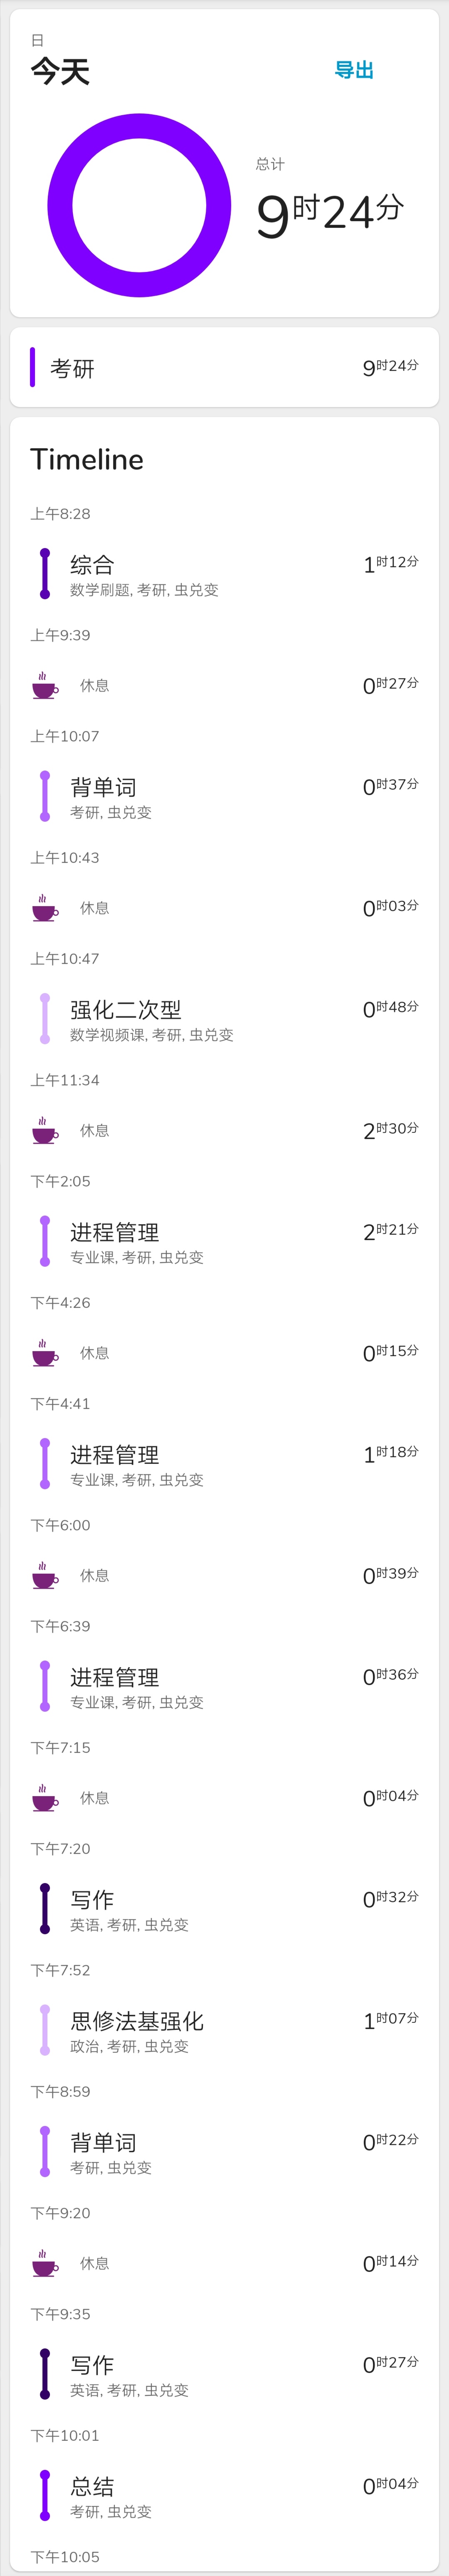 日
今天
导出
总计
9时24分
考研 9时24分
Timeline
上午8:28
综合 1时12分
数学刷题, 考研, 虫兑变
上午9:39
休息 0时27分
上午10:07
背单词 0时37分
考研, 虫兑变
上午10:43
休息 0时03分
上午10:47
强化二次型 0时48分
数学视频课, 考研, 虫兑变
上午11:34
休息 2时30分
下午2:05
进程管理 2时21分
专业课, 考研, 虫兑变
下午4:26
休息 0时15分
下午4:41
进程管理 1时18分
专业课, 考研, 虫兑变
下午6:00
休息 0时39分
下午6:39
进程管理 0时36分
专业课, 考研, 虫兑变
下午7:15
休息 0时04分
下午7:20
写作 0时32分
英语, 考研, 虫兑变
下午7:52
思修法基强化 1时07分
政治, 考研, 虫兑变
下午8:59
背单词 0时22分
考研, 虫兑变
下午9:20
休息 0时14分
下午9:35
写作 0时27分
英语, 考研, 虫兑变
下午10:01
总结 0时04分
考研, 虫兑变
下午10:05